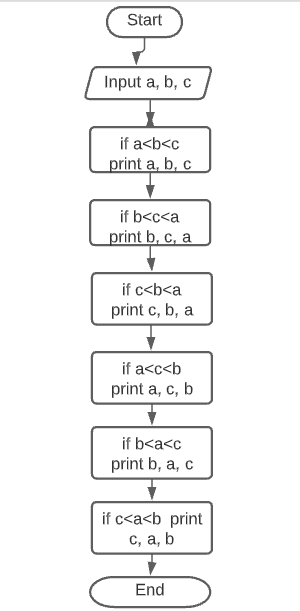 Start
Input a, b, c
if a<b<c
print a, b, c
if b<c<a
print b, c, a
if c<b<a
print c, b, a
if a<c<b
print a, c, b
if b<a<c
print b, a, c
if c<a<b  print
c, a, b
End